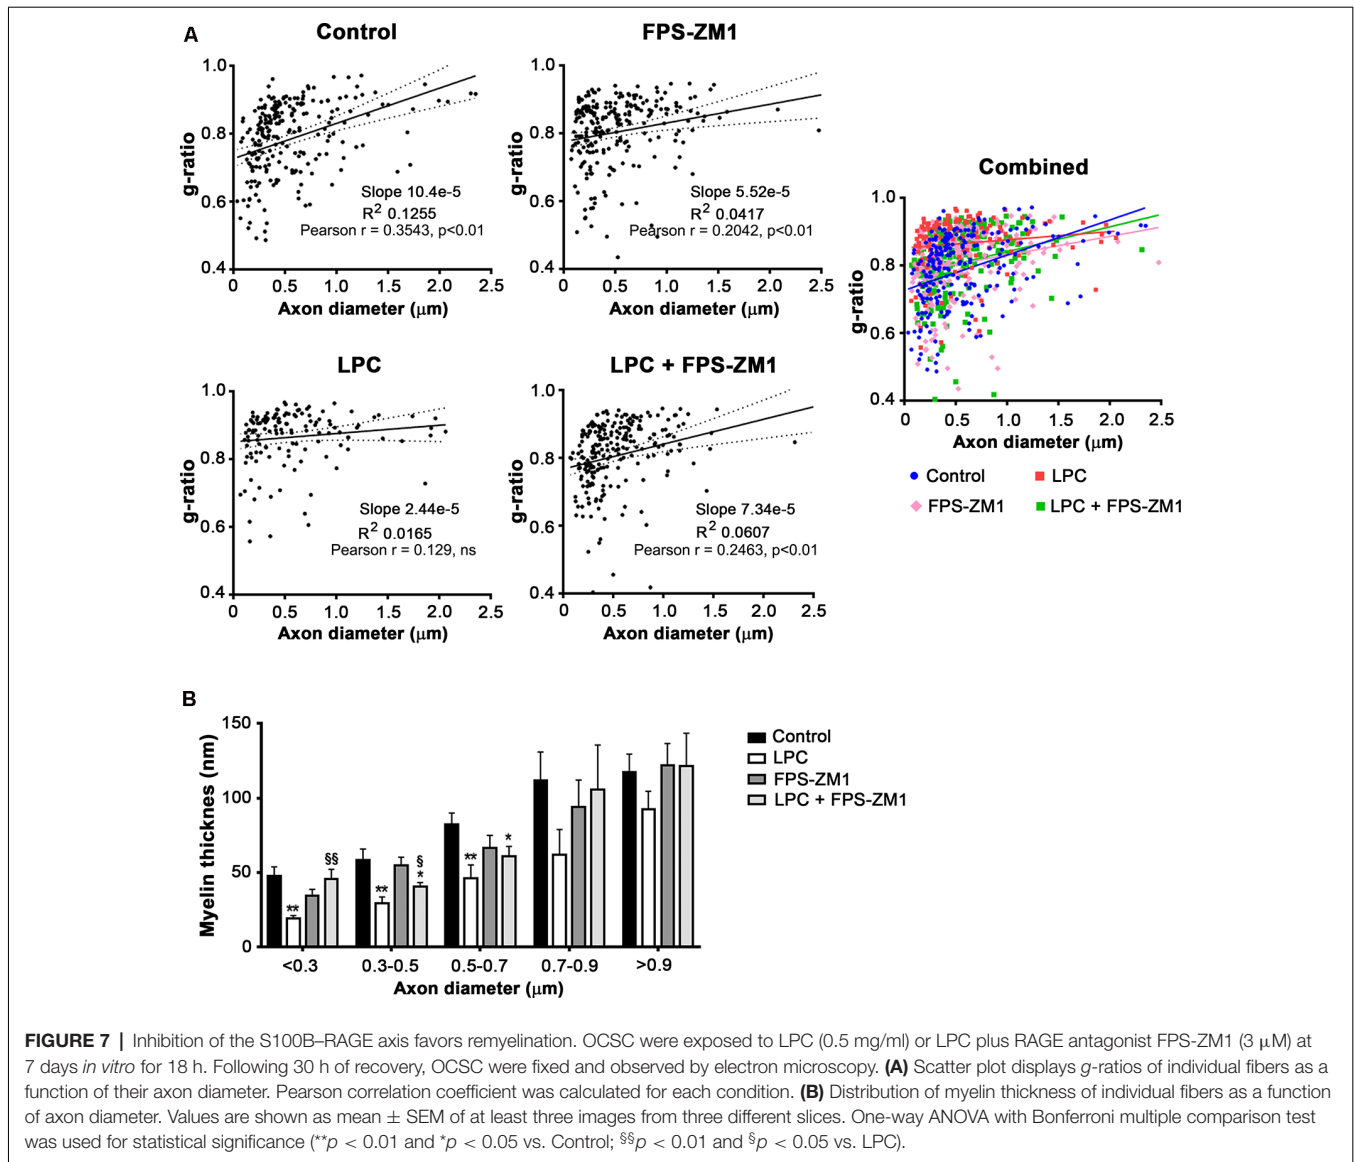 A
Control
1.0
0.8
0.6
0.4
g-ratio
Slope 10.4e-5
R2 0.1255
Pearson r = 0.3543, p<0.01
0 0.5 1.0 1.5 2.0 2.5
Axon diameter (μm)
FPS-ZM1
1.0
0.8
0.6
0.4
g-ratio
Slope 5.52e-5
R2 0.0417
Pearson r = 0.2042, p<0.01
0 0.5 1.0 1.5 2.0 2.5
Axon diameter (μm)
Combined
1.0
0.8
0.6
0.4
g-ratio
0 0.5 1.0 1.5 2.0 2.5
Axon diameter (μm)
Control LPC
FPS-ZM1 LPC + FPS-ZM1
LPC
1.0
0.8
0.6
0.4
g-ratio
Slope 2.44e-5
R2 0.0165
Pearson r = 0.129, ns
0 0.5 1.0 1.5 2.0 2.5
Axon diameter (μm)
LPC + FPS-ZM1
1.0
0.8
0.6
0.4
g-ratio
Slope 7.34e-5
R2 0.0607
Pearson r = 0.2463, p<0.01
0 0.5 1.0 1.5 2.0 2.5
Axon diameter (μm)
B
150
100
50
0
Myelin thicknes (nm)
**
§§
**
§
*
**
*
<0.3 0.3-0.5 0.5-0.7 0.7-0.9 >0.9
Axon diameter (μm)
Control
LPC
FPS-ZM1
LPC + FPS-ZM1
FIGURE 7 | Inhibition of the S100B–RAGE axis favors remyelination. OCSC were exposed to LPC (0.5 mg/ml) or LPC plus RAGE antagonist FPS-ZM1 (3 μM) at
7 days in vitro for 18 h. Following 30 h of recovery, OCSC were fixed and observed by electron microscopy. (A) Scatter plot displays g-ratios of individual fibers as a
function of their axon diameter. Pearson correlation coefficient was calculated for each condition. (B) Distribution of myelin thickness of individual fibers as a function
of axon diameter. Values are shown as mean ± SEM of at least three images from three different slices. One-way ANOVA with Bonferroni multiple comparison test
was used for statistical significance (**p < 0.01 and *p < 0.05 vs. Control; §§p < 0.01 and §p < 0.05 vs. LPC).